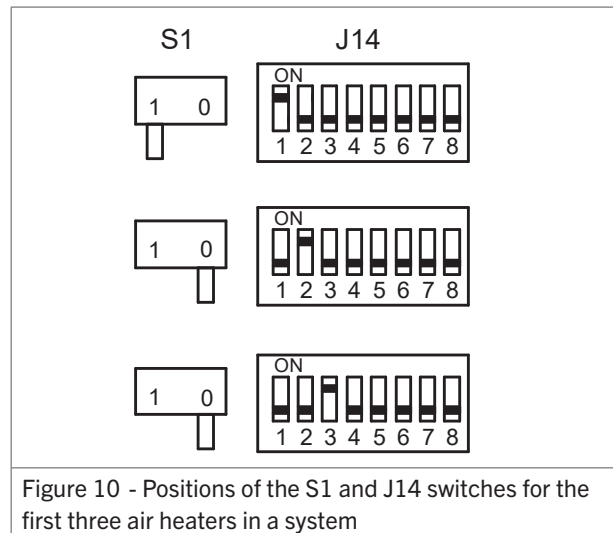 S1 J14
ON
1 0
1 2 3 4 5 6 7 8
ON
1 0
1 2 3 4 5 6 7 8
ON
1 0
1 2 3 4 5 6 7 8
Figure 10 - Positions of the S1 and J14 switches for the
first three air heaters in a system